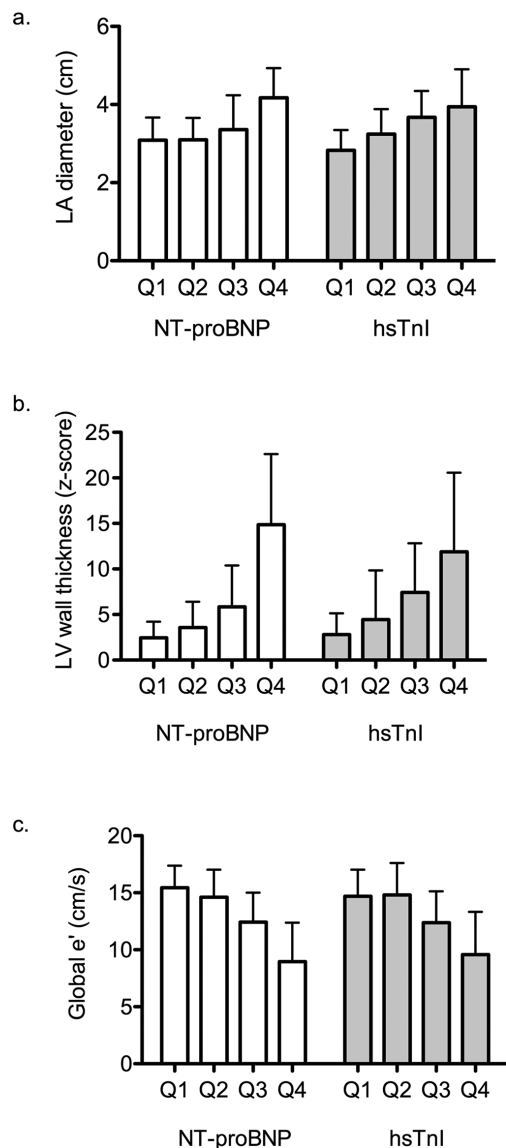 a.
LA diameter (cm)
6
4
2
0
Q1 Q2 Q3 Q4 Q1 Q2 Q3 Q4
NT-proBNP hsTnI
b.
LV wall thickness (z-score)
25
20
15
10
5
0
Q1 Q2 Q3 Q4 Q1 Q2 Q3 Q4
NT-proBNP hsTnI
c.
Global e' (cm/s)
20
15
10
5
0
Q1 Q2 Q3 Q4 Q1 Q2 Q3 Q4
NT-proBNP hsTnI